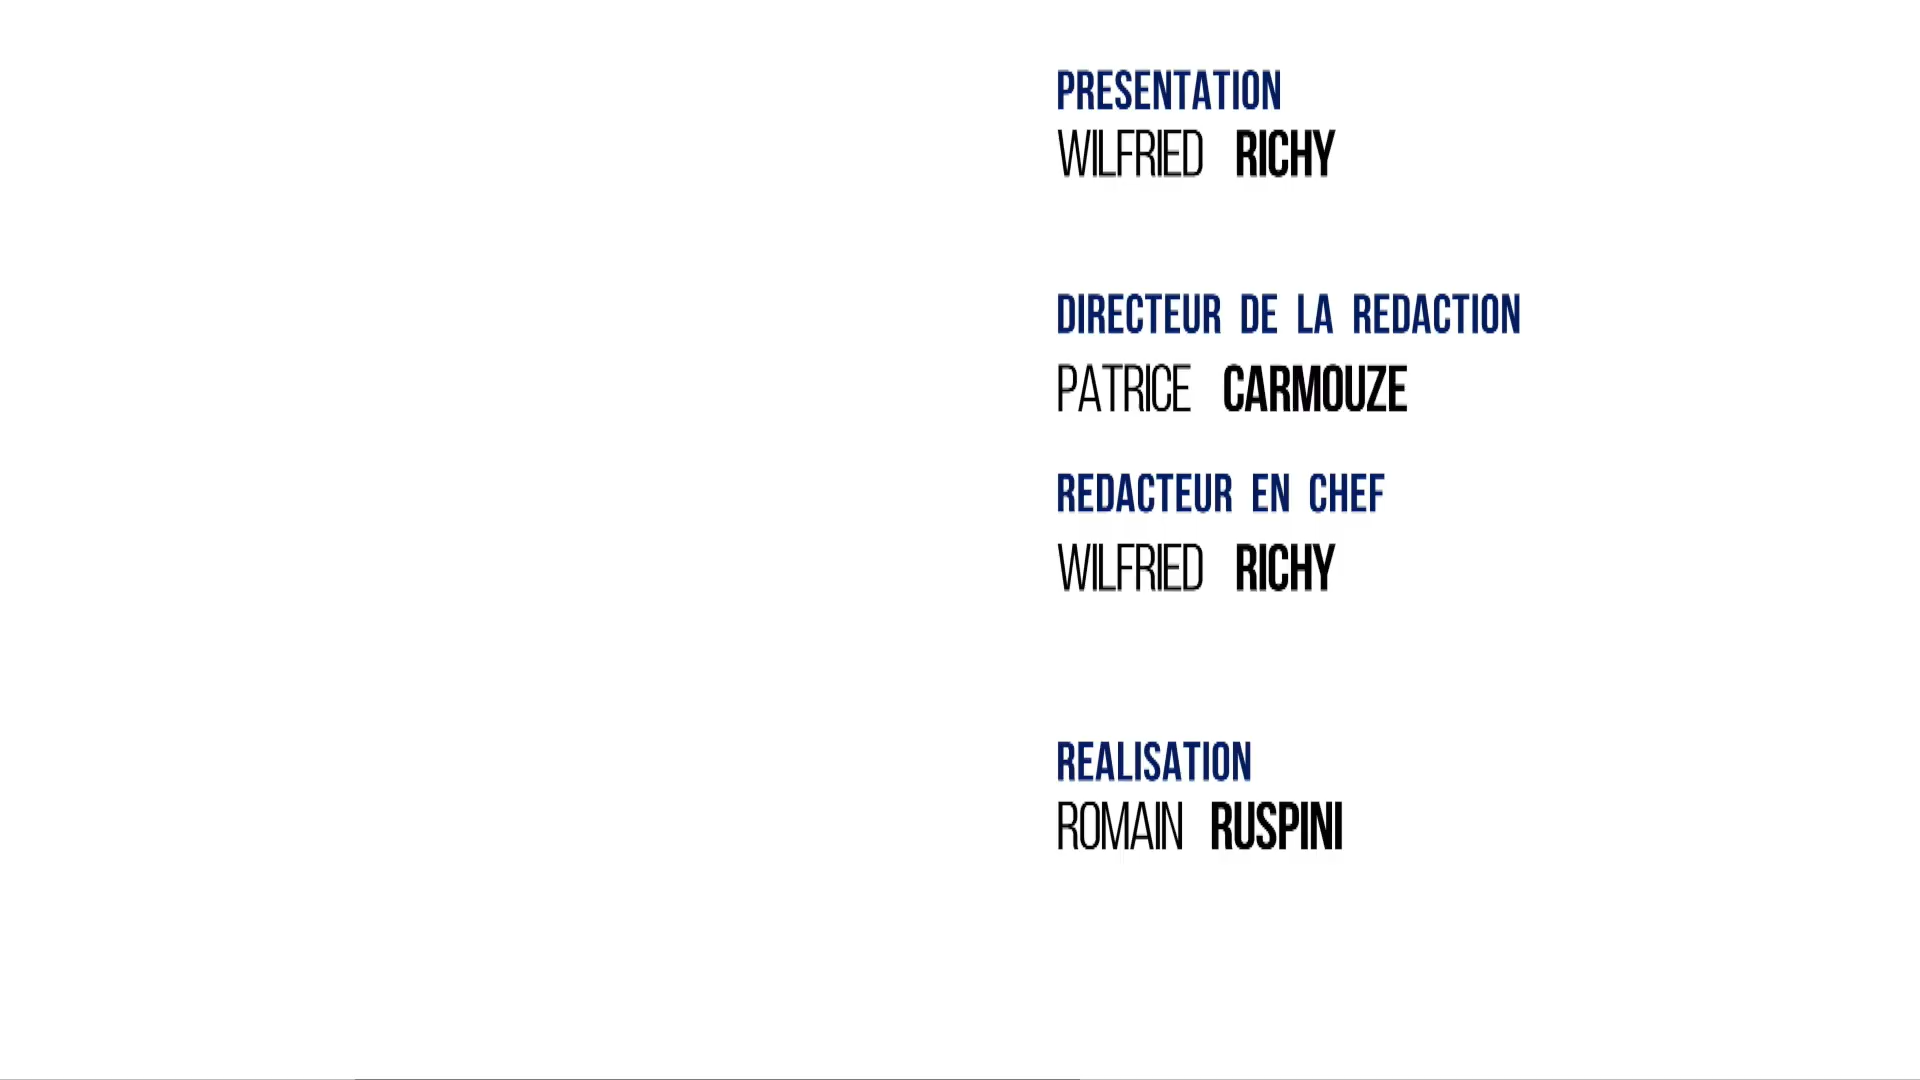 PRESENTATION
WILFRIED RICHY
DIRECTEUR DE LA REDACTION
PATRICE CARMOUZE
REDACTEUR EN CHEF
WILFRIED RICHY
REALISATION
ROMAIN RUSPINI